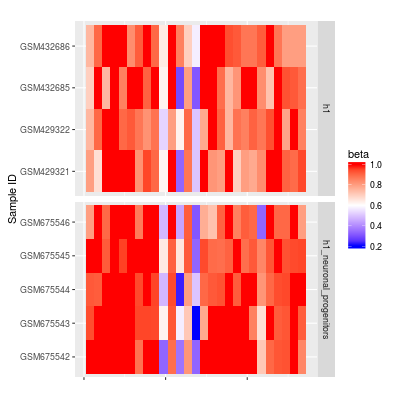 Sample ID
GSM432686
GSM432685
GSM429322
GSM429321
h1
GSM675546
GSM675545
GSM675544
GSM675543
GSM675542
h1_neuronal_progenitors
beta
1.0
0.8
0.6
0.4
0.2